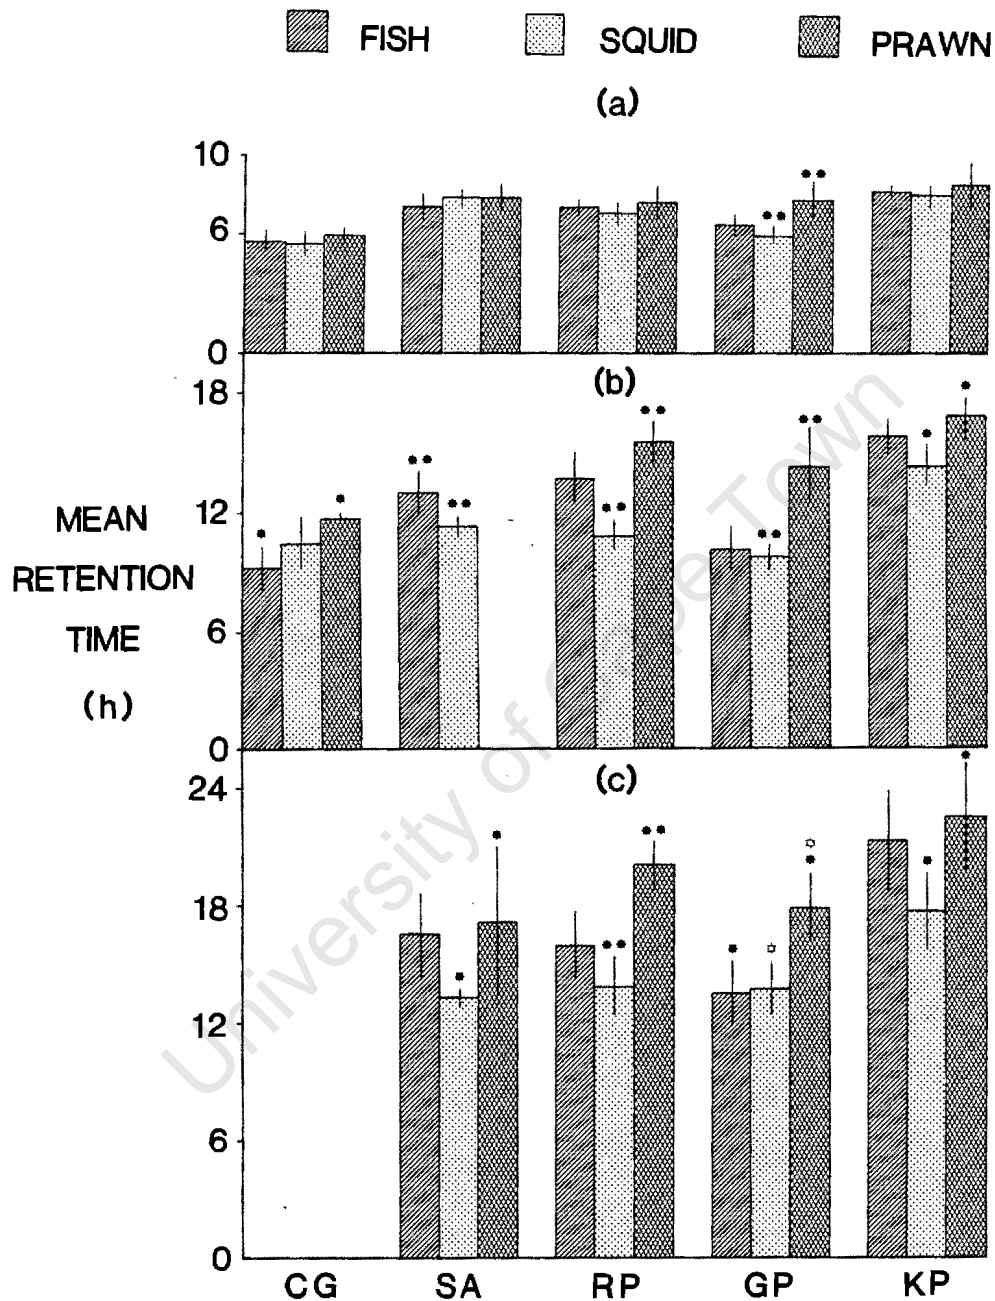 FISH SQUID PRAWN
(a)
10
6
0
(b)
18
12
6
0
MEAN
RETENTION
TIME
(h)
(c)
24
18
12
6
0
CG SA RP GP KP
University of Cape Town